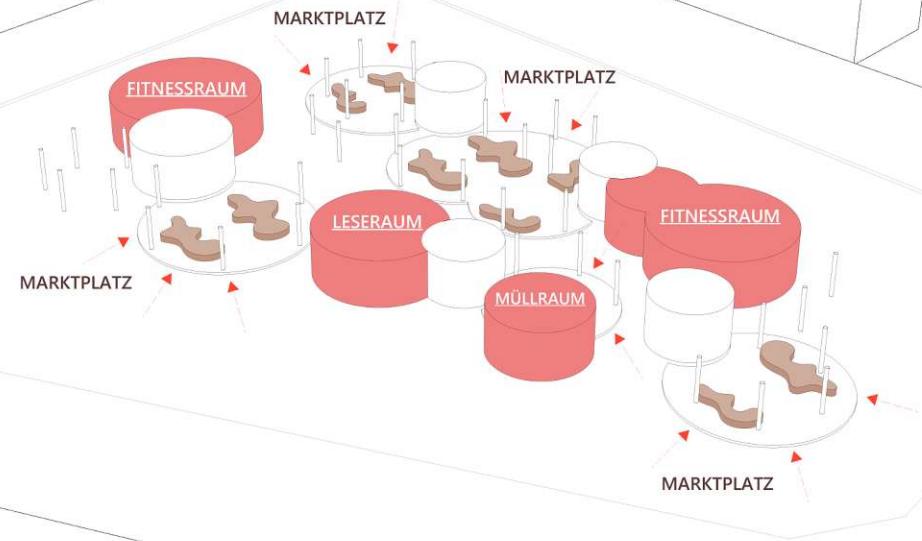 MARKTPLATZ
MARKTPLATZ
FITNESSRAUM
LESERAUM
FITNESSRAUM
MARKTPLATZ
MÜLLRAUM
MARKTPLATZ